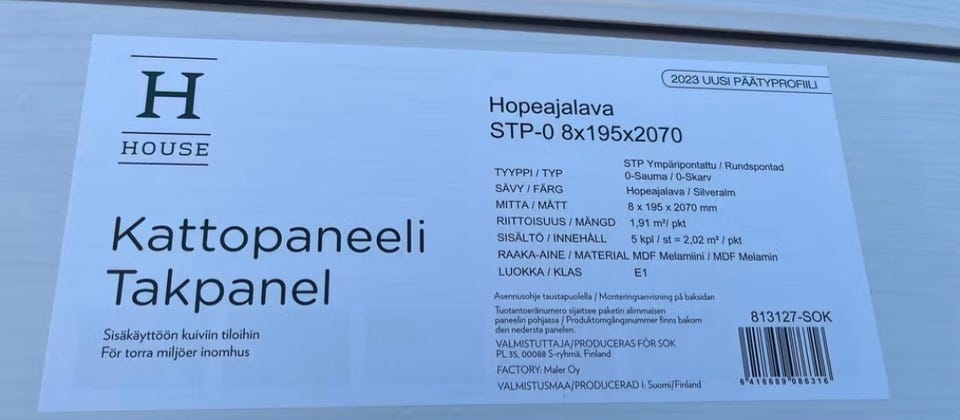 H
HOUSE
Kattopaneeli
Takpanel
Sisäkäyttöön kuiviin tiloihin
För torra miljöer inomhus
2023 UUSI PÄÄTYPROFIILI
Hopeajalava
STP-0 8x195x2070
TYYPPI / TYP STP Ympäripontattu / Rundspontad
0-Sauma / 0-Skarv
SÄVY / FÄRG Hopeajalava / Silveralm
MITTA / MÅTT 8 x 195 x 2070 mm
RIITTOISUUS / MÄNGD 1,91 m²/ pkt
SISÄLTÖ / INNEHÅLL 5 kpl / st = 2,02 m² / pkt
RAAKA-AINE / MATERIAL MDF Melamiini / MDF Melamin
LUOKKA / KLAS E1
Asennusohje taustapuolella / Monteringsanvisning på baksidan
Tuotantoeränumero sijaitsee paketin alimmaisen
paneelin pohjassa / Produktomgångsnummer finns bakom
den nedersta panelen.
VALMISTUTTAJA/PRODUCERAS FÖR SOK
PL 35, 00088 S-ryhmä, Finland
FACTORY: Maler Oy
VALMISTUSMAA/PRODUCERAD I: Suomi/Finland
813127-SOK
6 418689 086316